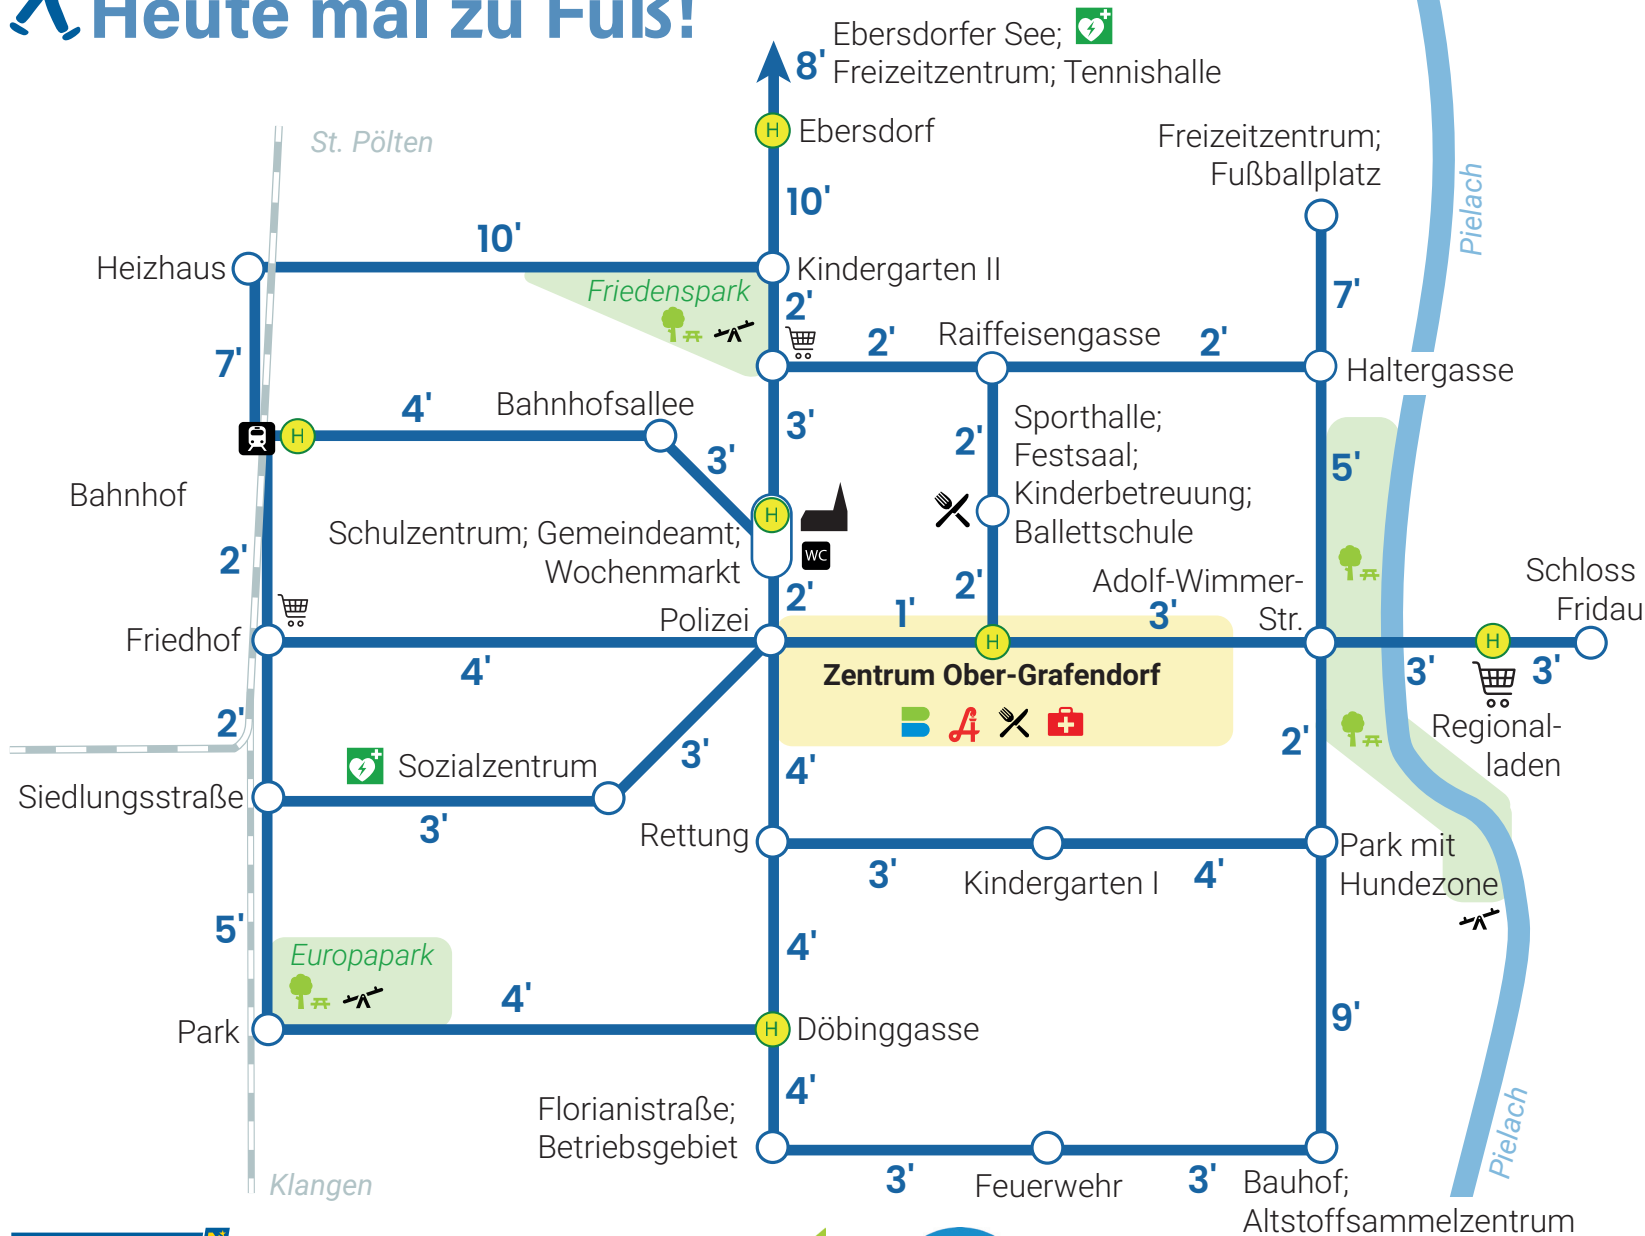 Heute mal zu Fuß!
Ebersdorfer See;
8' Freizeitzentrum; Tennishalle
H Ebersdorf
St. Pölten
Freizeitzentrum;
Fußballplatz
Pielach
10'
10'
Heizhaus
Kindergarten II
Friedenspark
2'
7'
Raiffeisengasse
2'
2'
7'
Haltergasse
Bahnhofsallee
4'
3'
Sporthalle;
Festsaal;
Kinderbetreuung;
Ballettschule
2'
5'
H
3'
Bahnhof
H
Schulzentrum; Gemeindeamt;
Wochenmarkt
WC
2'
2'
2'
Adolf-Wimmer-
Str.
Schloss
Fridau
Polizei
1'
3'
Friedhof
H
H
4'
Zentrum Ober-Grafendorf
3'
3'
2'
Regional-
laden
Sozialzentrum
3'
4'
2'
Siedlungsstraße
3'
Rettung
Park mit
Hundezone
3'
Kindergarten I
4'
5'
Europapark
4'
4'
9'
Park
H Döbinggasse
4'
Florianistraße;
Betriebsgebiet
Pielach
3'
Feuerwehr
3'
Klangen
Bauhof;
Altstoffsammelzentrum